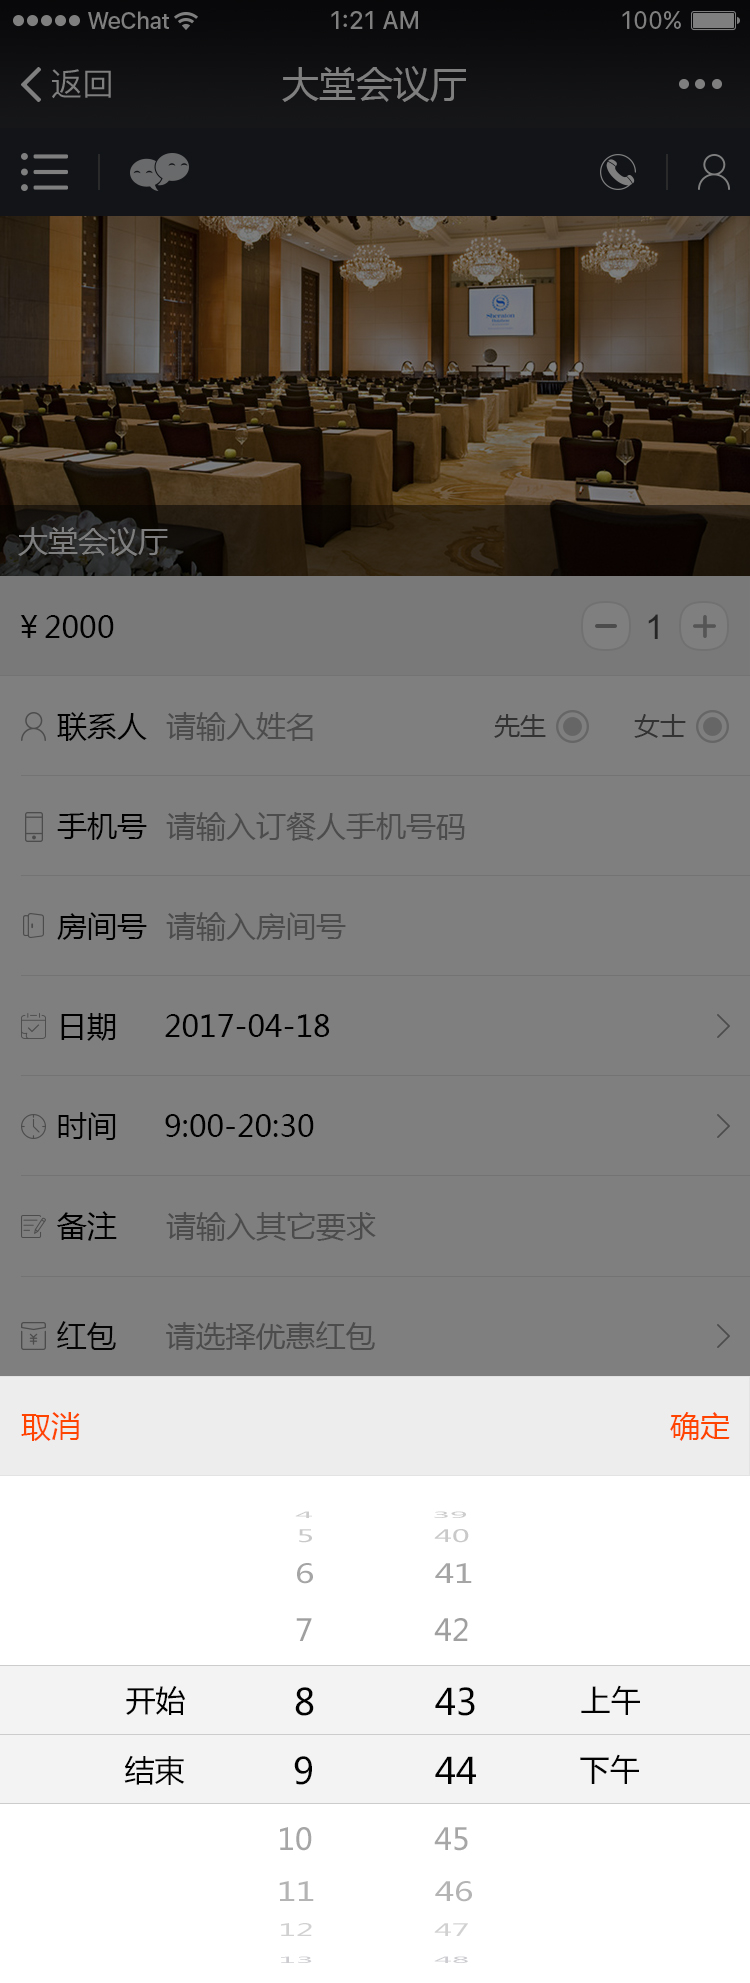 WeChat 1:21 AM 100%
返回 大堂会议厅
Sheraton
大堂会议厅
¥ 2000 1
联系人 请输入姓名 先生 女士
手机号 请输入订餐人手机号码
房间号 请输入房间号
日期 2017-04-18
时间 9:00-20:30
备注 请输入其它要求
红包 请选择优惠红包
取消 确定
4 39
5 40
6 41
7 42
开始 8 43 上午
结束 9 44 下午
10 45
11 46
12 47
13 48